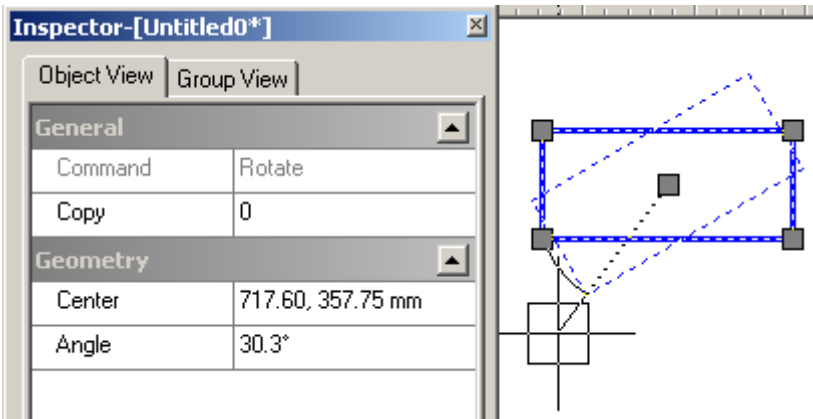 Inspector-[Untitled0*]
Object View Group View
General
Command Rotate
Copy 0
Geometry
Center 717.60, 357.75 mm
Angle 30.3°